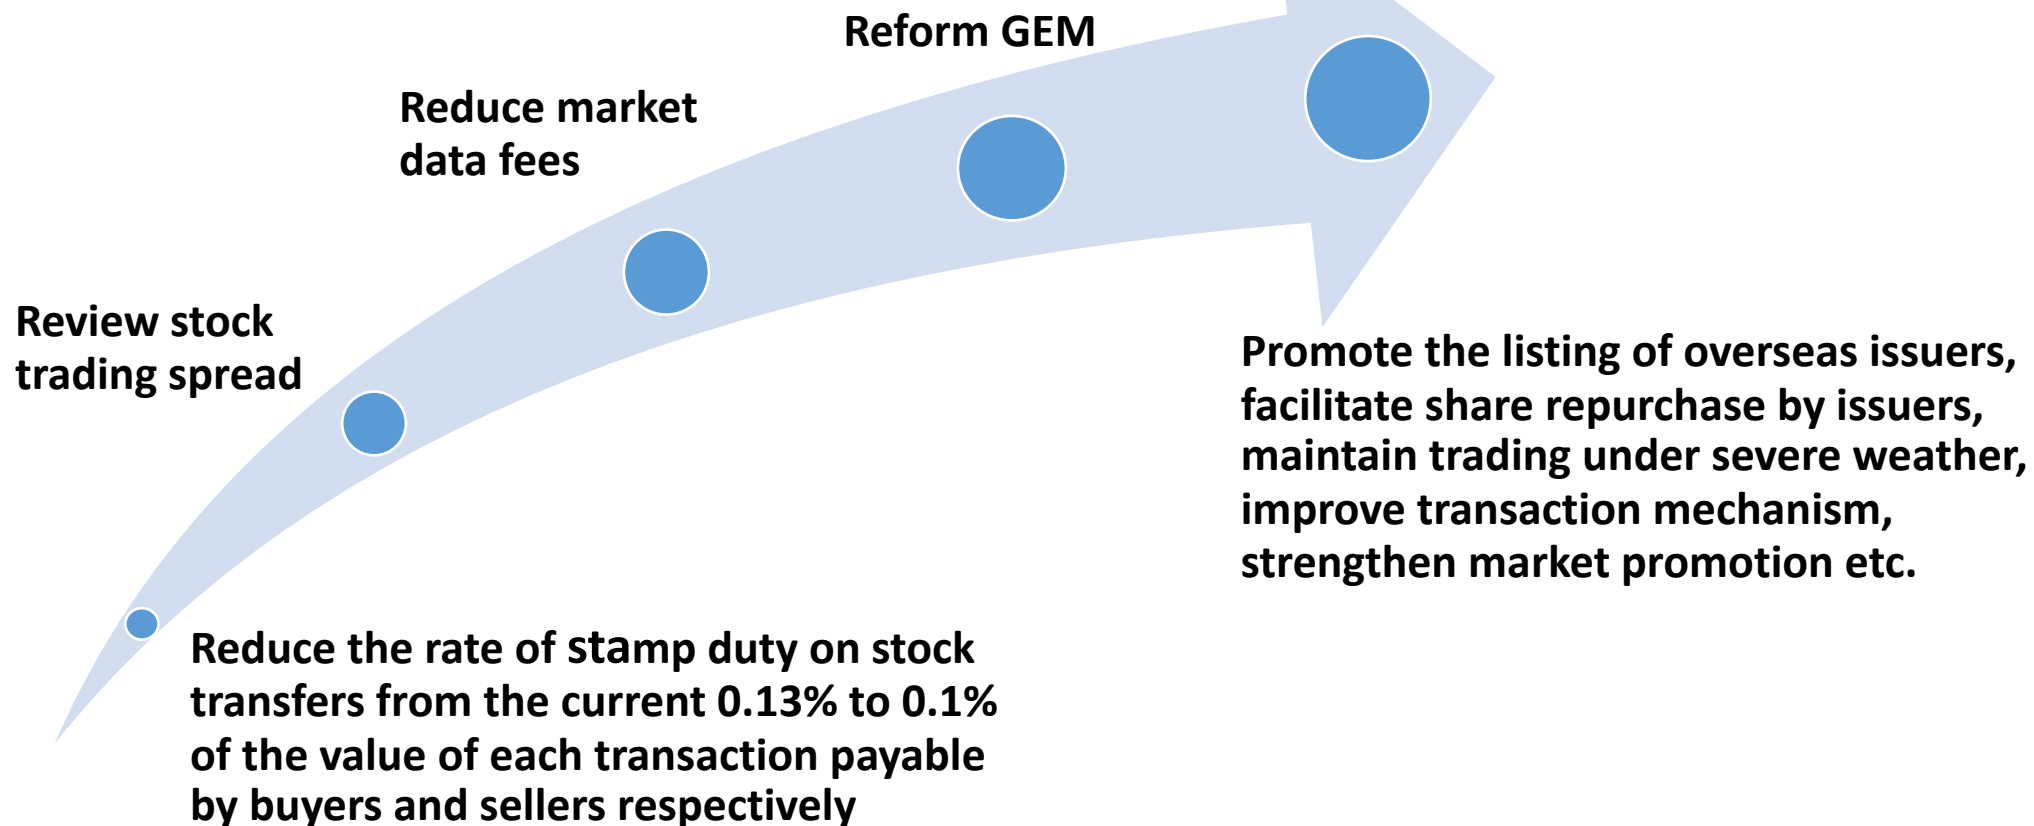 Reform GEM
Reduce market
data fees
Review stock
trading spread
Promote the listing of overseas issuers,
facilitate share repurchase by issuers,
maintain trading under severe weather,
improve transaction mechanism,
strengthen market promotion etc.
Reduce the rate of stamp duty on stock
transfers from the current 0.13% to 0.1%
of the value of each transaction payable
by buyers and sellers respectively